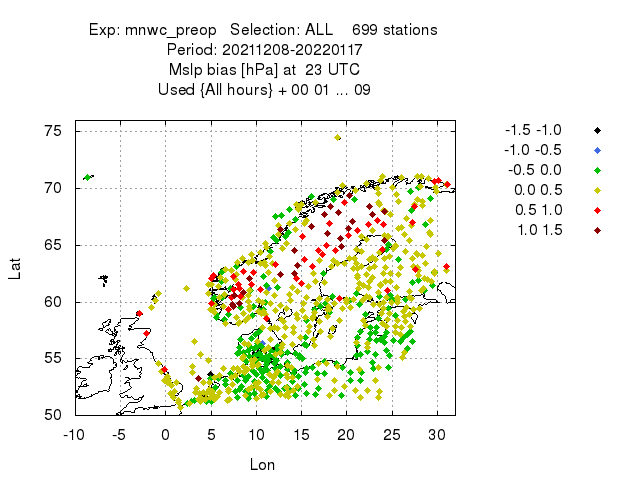 Exp: mnwc_preop   Selection: ALL    699 stations
Period: 20211208-20220117
Mslp bias [hPa] at  23 UTC
Used {All hours} + 00 01 ... 09
-1.5 -1.0
-1.0 -0.5
-0.5 0.0
0.0 0.5
0.5 1.0
1.0 1.5
75
70
65
60
55
50
Lat
-10 -5 0 5 10 15 20 25 30
Lon